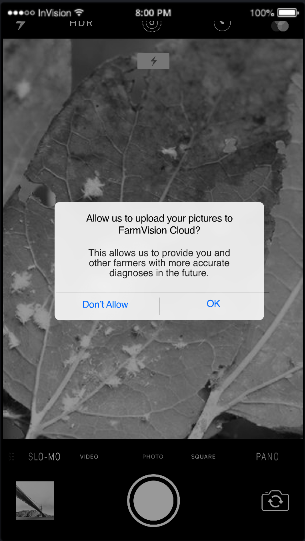 InVision 8:00 PM 100%
HDR
Allow us to upload your pictures to
FarmVision Cloud?
This allows us to provide you and
other farmers with more accurate
diagnoses in the future.
Don't Allow OK
SLO-MO VIDEO PHOTO SQUARE PANO